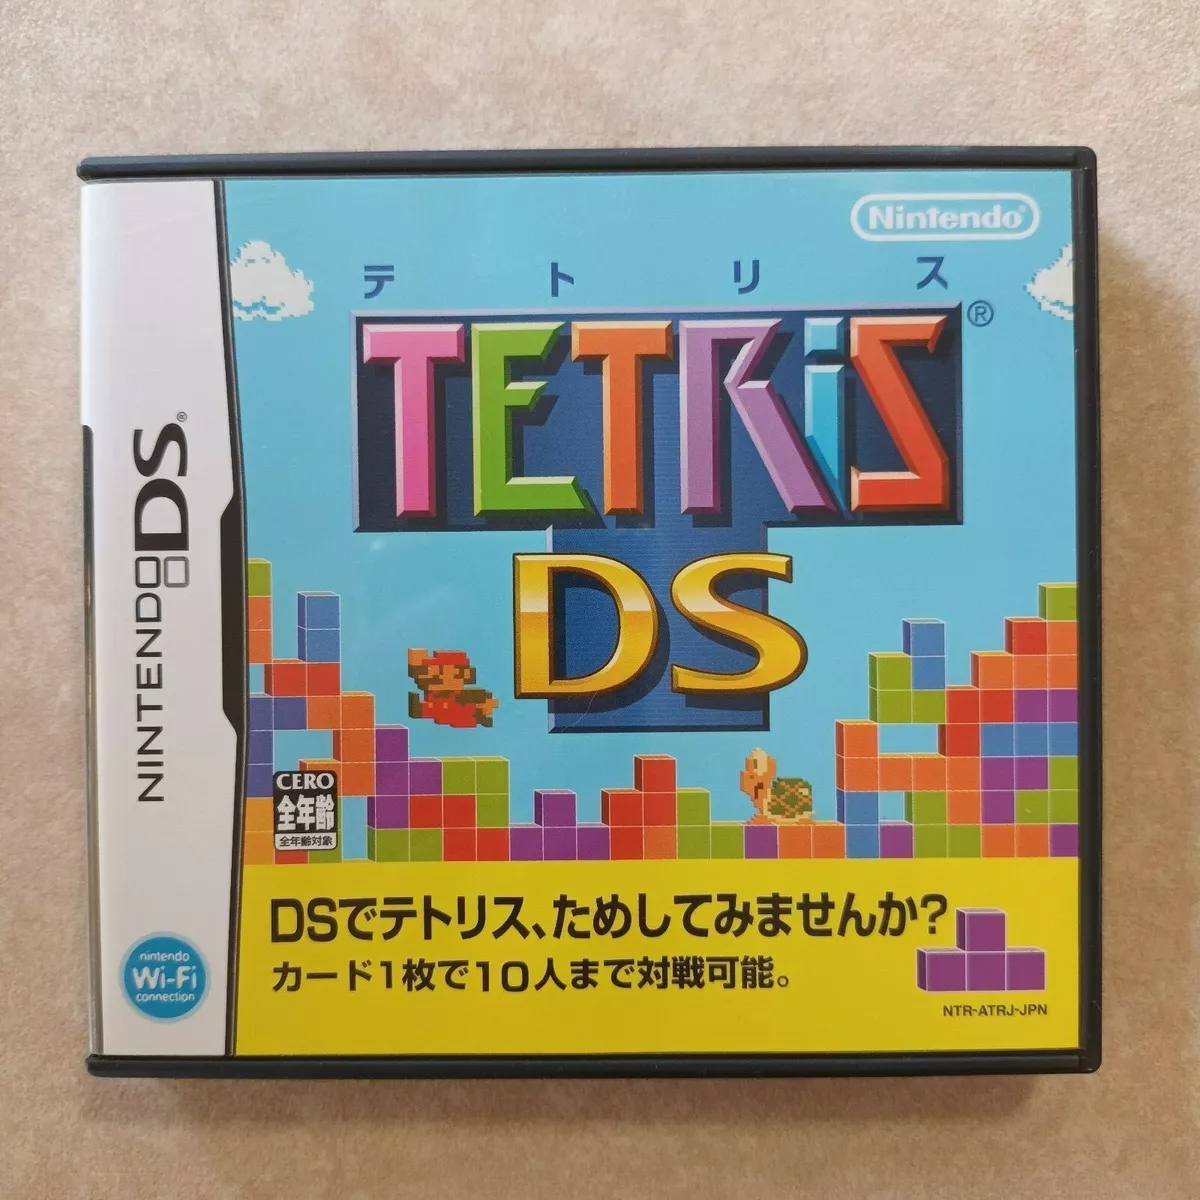 Nintendo®
テトリス
TETRiS®
DS
NINTENDO DS®
CERO
全年齢
全年齢対象
DSでテトリス、ためしてみませんか?
カード1枚で10人まで対戦可能。
nintendo
Wi-Fi
connection
NTR-ATRJ-JPN